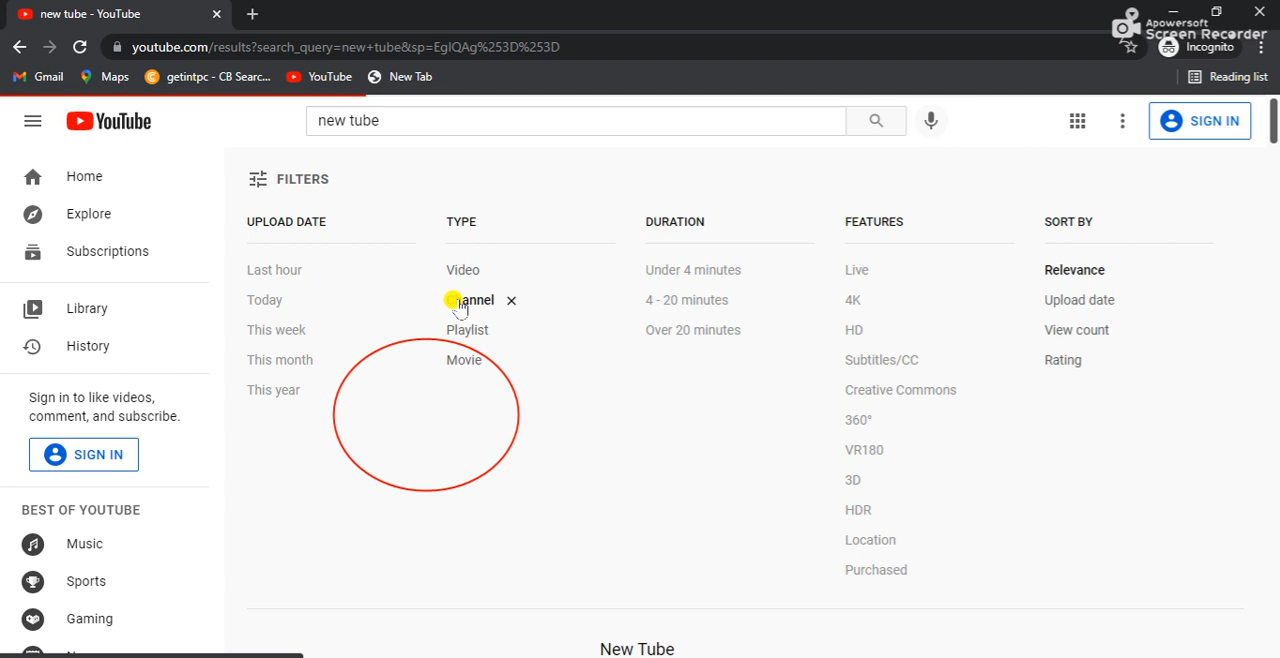 new tube - YouTube
Apowersoft
Screen Recorder
youtube.com/results?search_query=new+tube&sp=EgIQAg%253D%253D
Incognito
Gmail Maps getintpc - CB Searc... YouTube New Tab Reading list
YouTube new tube SIGN IN
Home
Explore
Subscriptions
Library
History
Sign in to like videos,
comment, and subscribe.
SIGN IN
BEST OF YOUTUBE
Music
Sports
Gaming
FILTERS
UPLOAD DATE
Last hour
Today
This week
This month
This year
TYPE
Video
Channel
Playlist
Movie
DURATION
Under 4 minutes
4 - 20 minutes
Over 20 minutes
FEATURES
Live
4K
HD
Subtitles/CC
Creative Commons
360°
VR180
3D
HDR
Location
Purchased
SORT BY
Relevance
Upload date
View count
Rating
New Tube